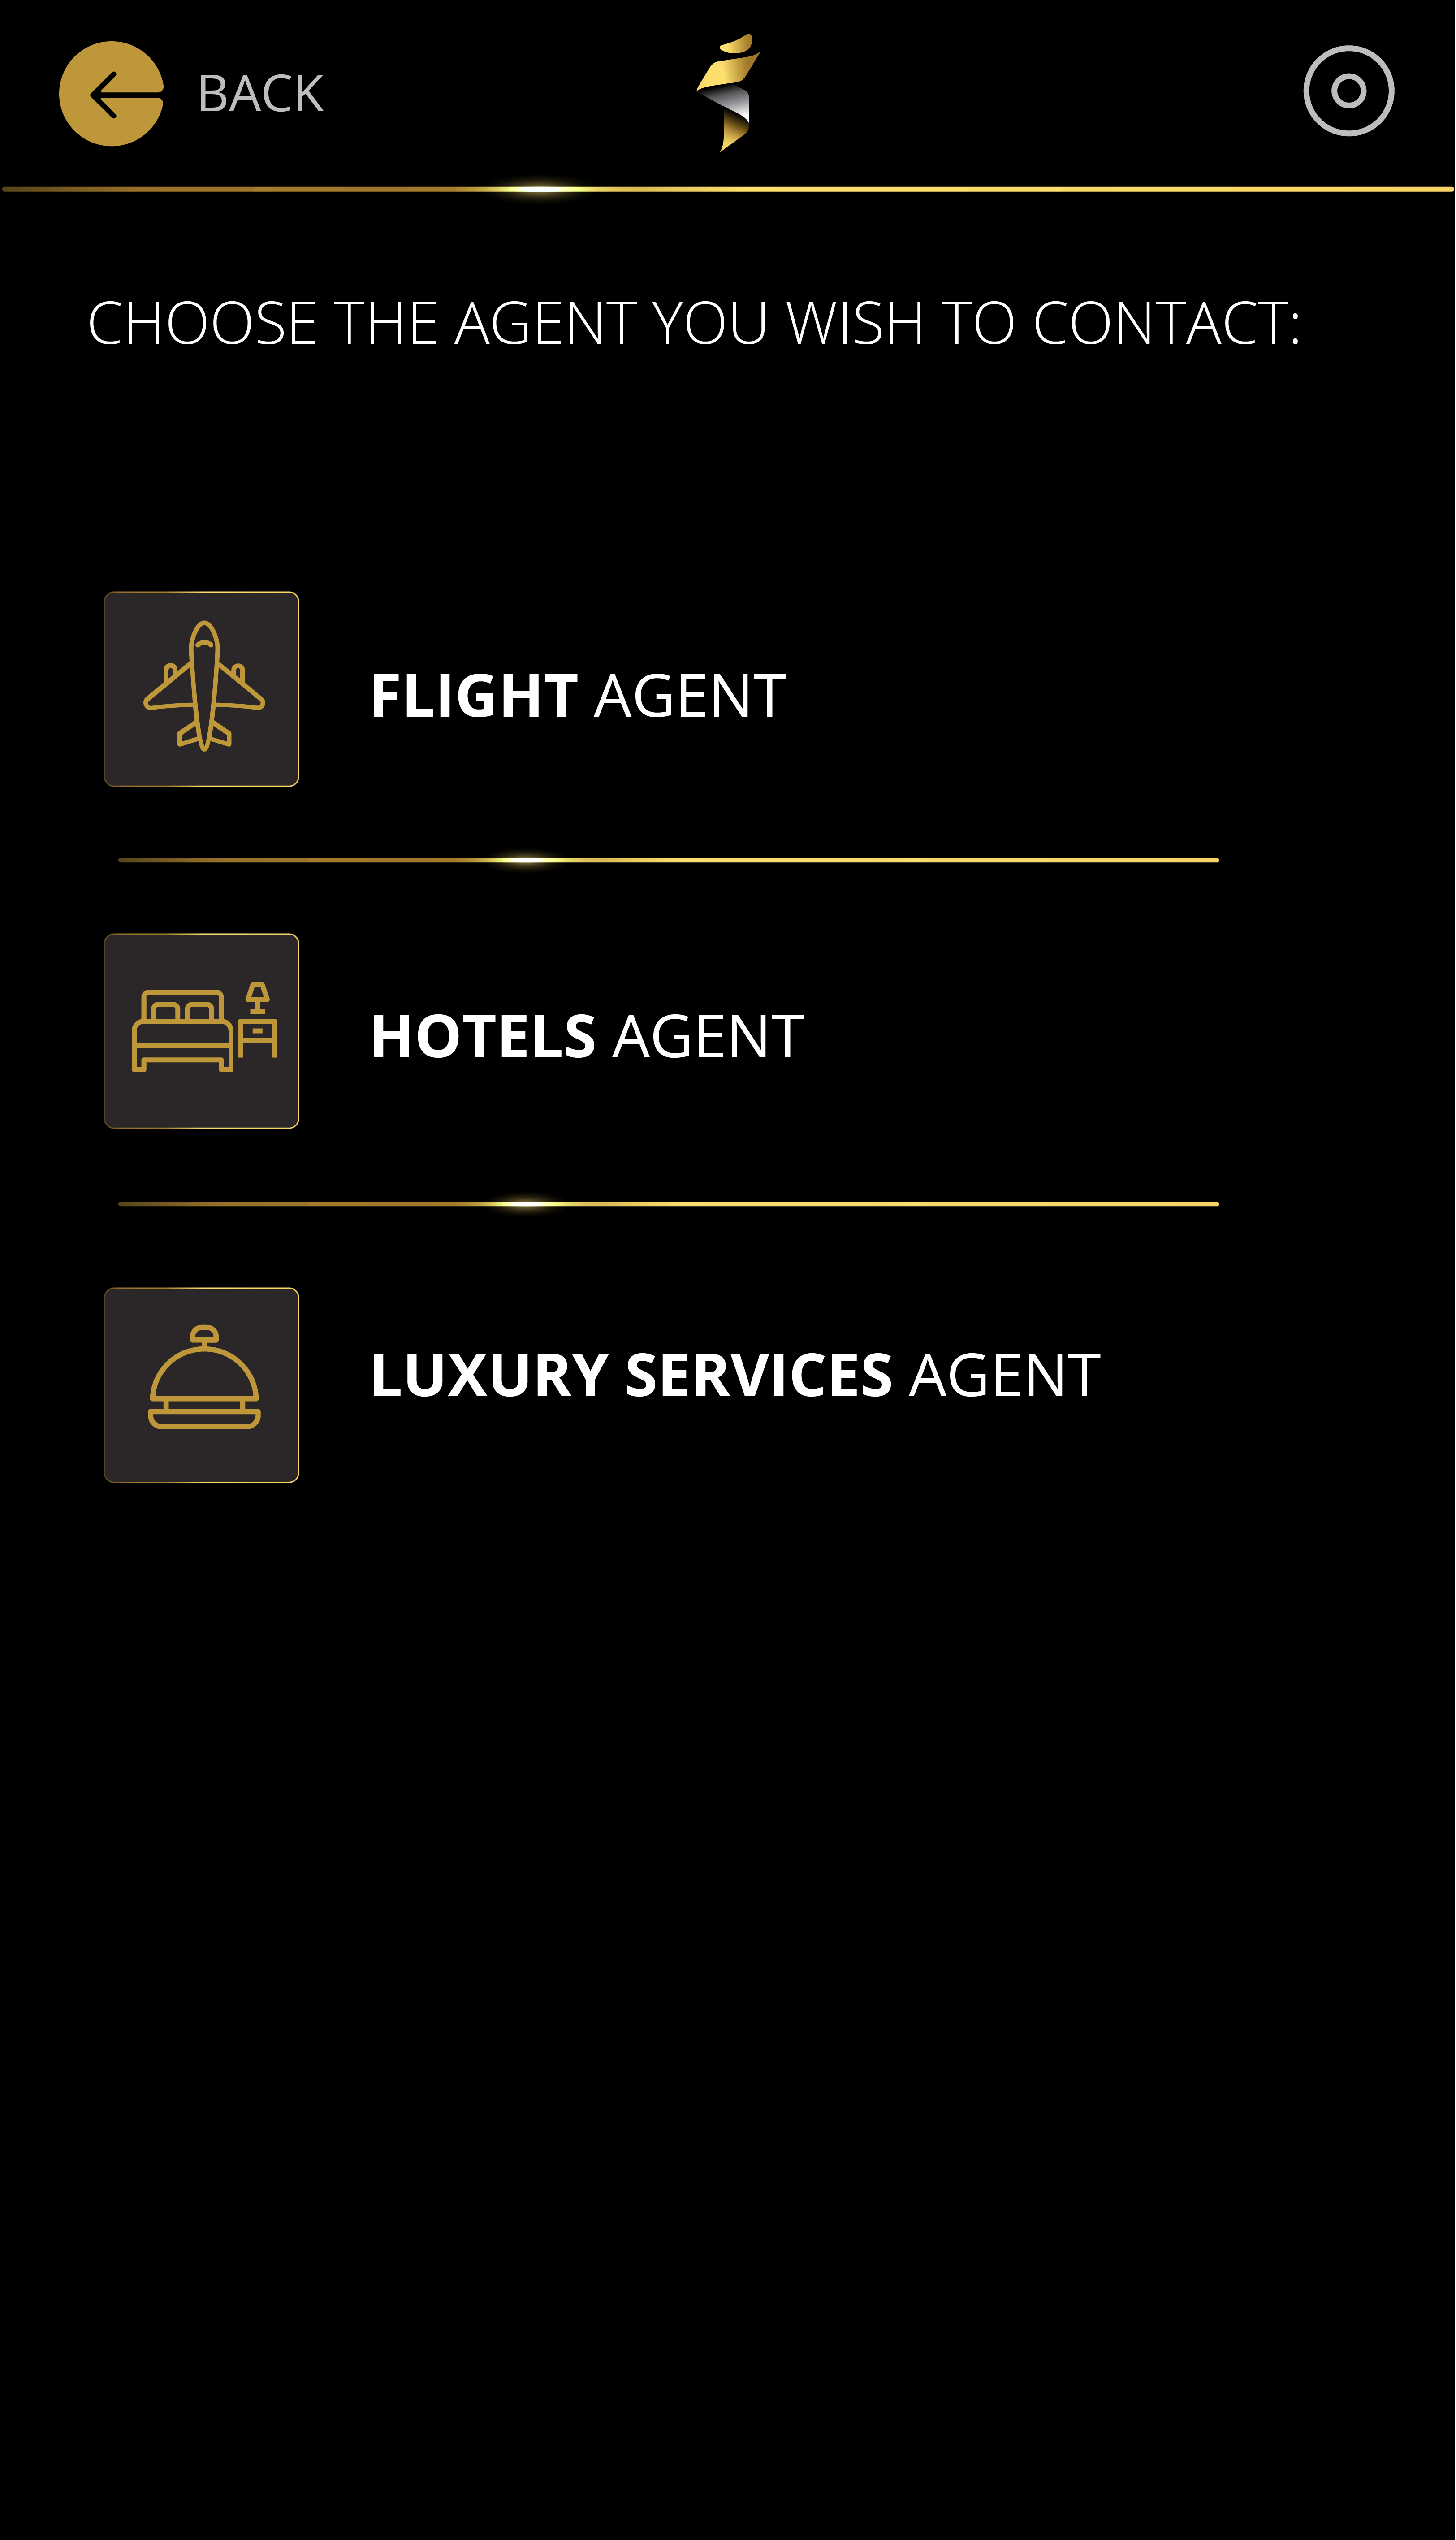 BACK
CHOOSE THE AGENT YOU WISH TO CONTACT:
FLIGHT AGENT
HOTELS AGENT
LUXURY SERVICES AGENT